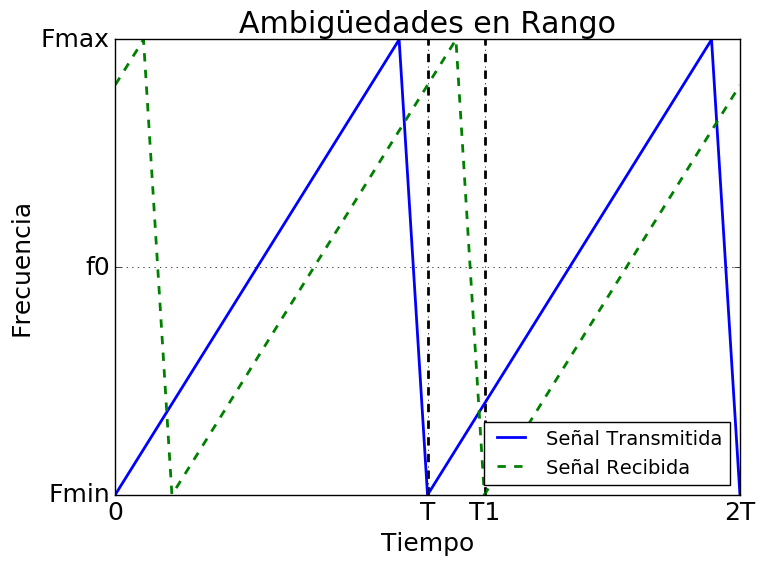 Ambigüedades en Rango
Fmax
Frecuencia
f0
Fmin
Señal Transmitida
Señal Recibida
0
T
T1
2T
Tiempo